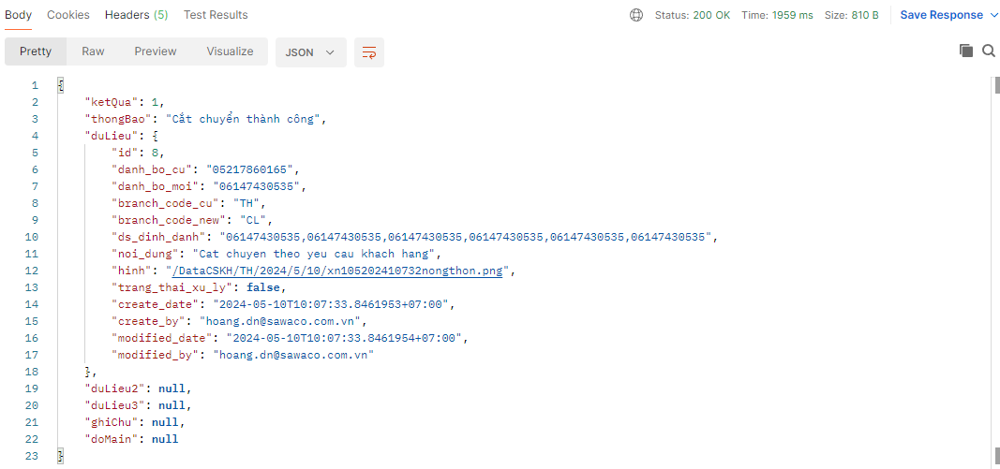 Body Cookies Headers (5) Test Results Status: 200 OK Time: 1959 ms Size: 810 B Save Response
Pretty Raw Preview Visualize JSON
1 {
2 "ketQua": 1,
3 "thongBao": "Cắt chuyển thành công",
4 "duLieu": {
5 "id": 8,
6 "danh_bo_cu": "05217860165",
7 "danh_bo_moi": "06147430535",
8 "branch_code_cu": "TH",
9 "branch_code_new": "CL",
10 "ds_dinh_danh": "06147430535,06147430535,06147430535,06147430535,06147430535,06147430535",
11 "noi_dung": "Cat chuyen theo yeu cau khach hang",
12 "hinh": "/DataCSKH/TH/2024/5/10/xn105202410732nongthon.png",
13 "trang_thai_xu_ly": false,
14 "create_date": "2024-05-10T10:07:33.8461953+07:00",
15 "create_by": "hoang.dn@sawaco.com.vn",
16 "modified_date": "2024-05-10T10:07:33.8461954+07:00",
17 "modified_by": "hoang.dn@sawaco.com.vn"
18 },
19 "duLieu2": null,
20 "duLieu3": null,
21 "ghiChu": null,
22 "doMain": null
23 }